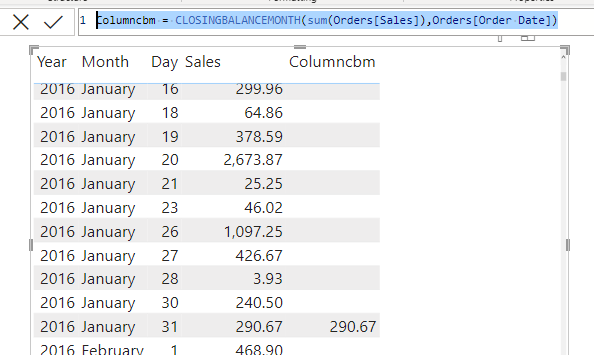 1 Columncbm = CLOSINGBALANCEMONTH(sum(Orders[Sales]),Orders[Order Date])
Year Month Day Sales Columncbm
2016 January 16 299.96
2016 January 18 64.86
2016 January 19 378.59
2016 January 20 2,673.87
2016 January 21 25.25
2016 January 23 46.02
2016 January 26 1,097.25
2016 January 27 426.67
2016 January 28 3.93
2016 January 30 240.50
2016 January 31 290.67 290.67
2016 February 1 468.90